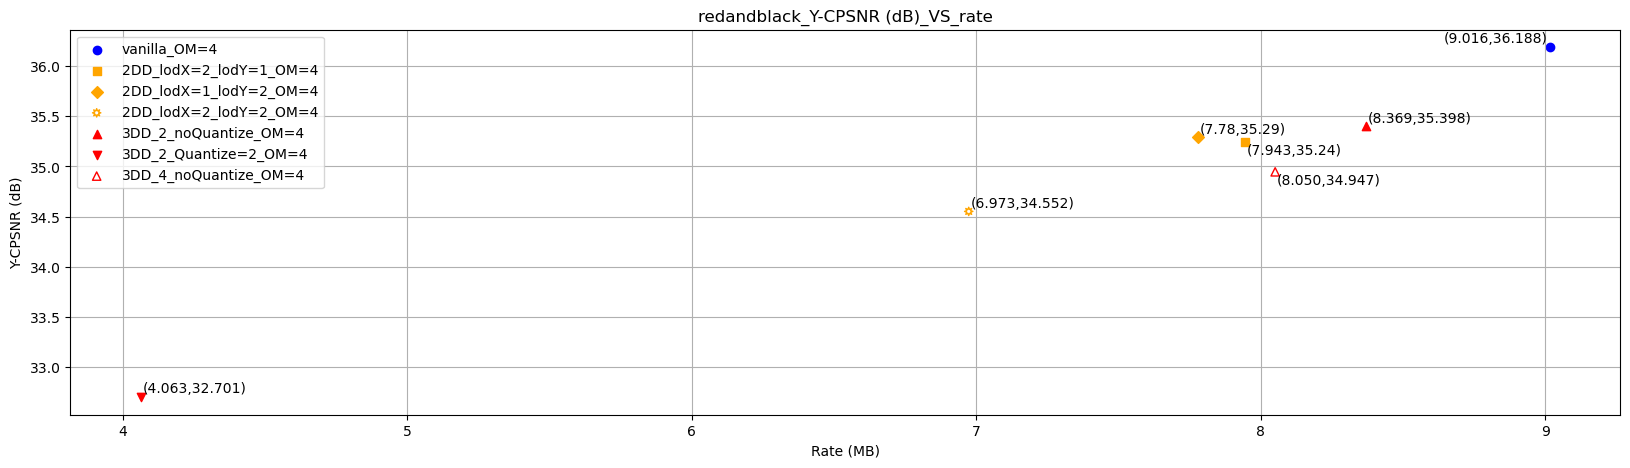 redandblack_Y-CPSNR (dB)_VS_rate
vanilla_OM=4
2DD_lodX=2_lodY=1_OM=4
2DD_lodX=1_lodY=2_OM=4
2DD_lodX=2_lodY=2_OM=4
3DD_2_noQuantize_OM=4
3DD_2_Quantize=2_OM=4
3DD_4_noQuantize_OM=4
(9.016,36.188)
(8.369,35.398)
(7.78,35.29)
(7.943,35.24)
(8.050,34.947)
(6.973,34.552)
(4.063,32.701)
Y-CPSNR (dB)
36.0
35.5
35.0
34.5
34.0
33.5
33.0
4 5 6 7 8 9
Rate (MB)